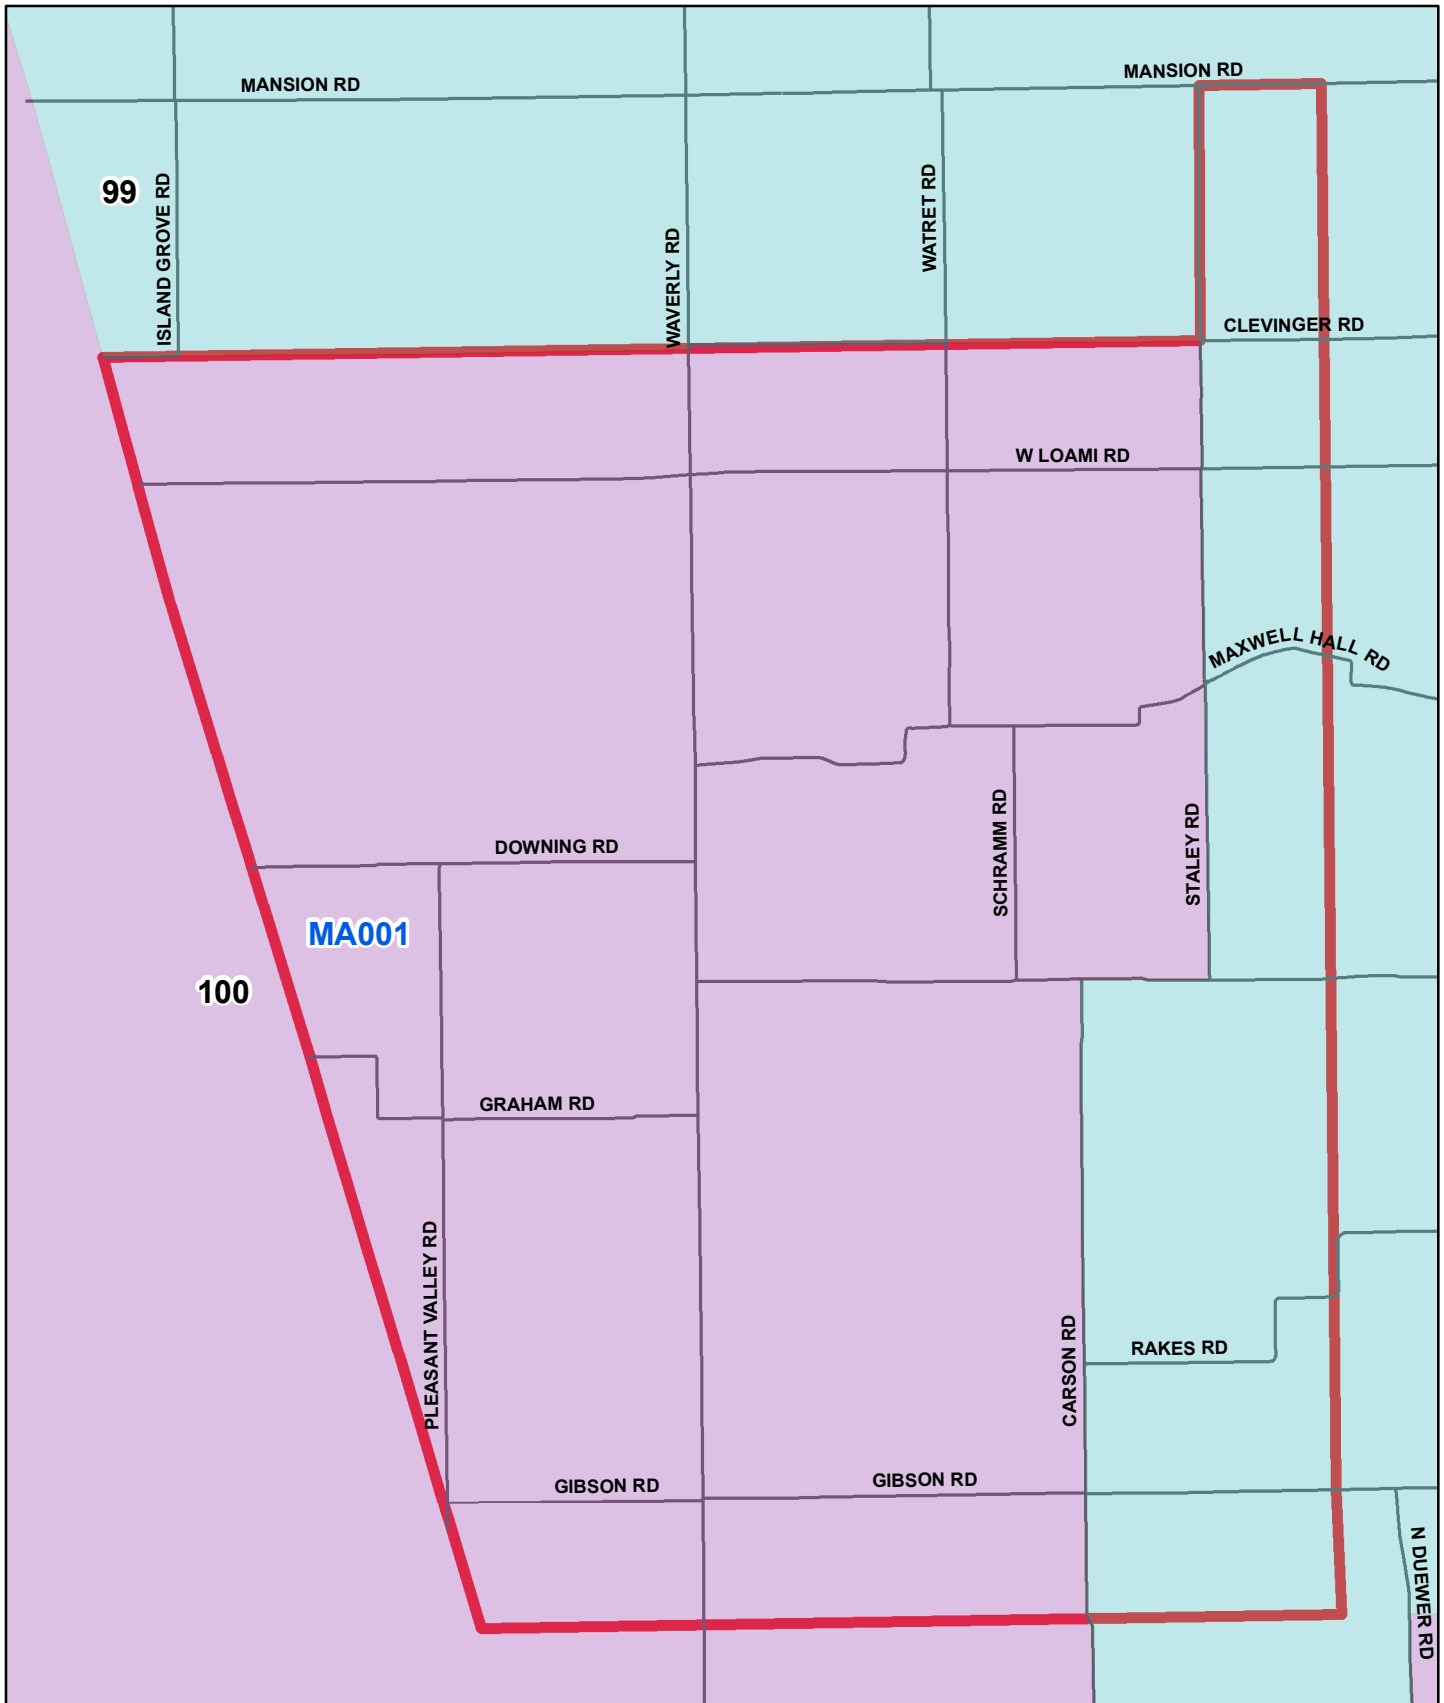 MANSION RD
MANSION RD
99
ISLAND GROVE RD
WAVERLY RD
WATRET RD
CLEVINGER RD
W LOAMI RD
MAXWELL HALL RD
SCHRAMM RD
STALEY RD
DOWNING RD
MA001
100
GRAHAM RD
PLEASANT VALLEY RD
CARSON RD
RAKES RD
GIBSON RD
GIBSON RD
N DUEWER RD